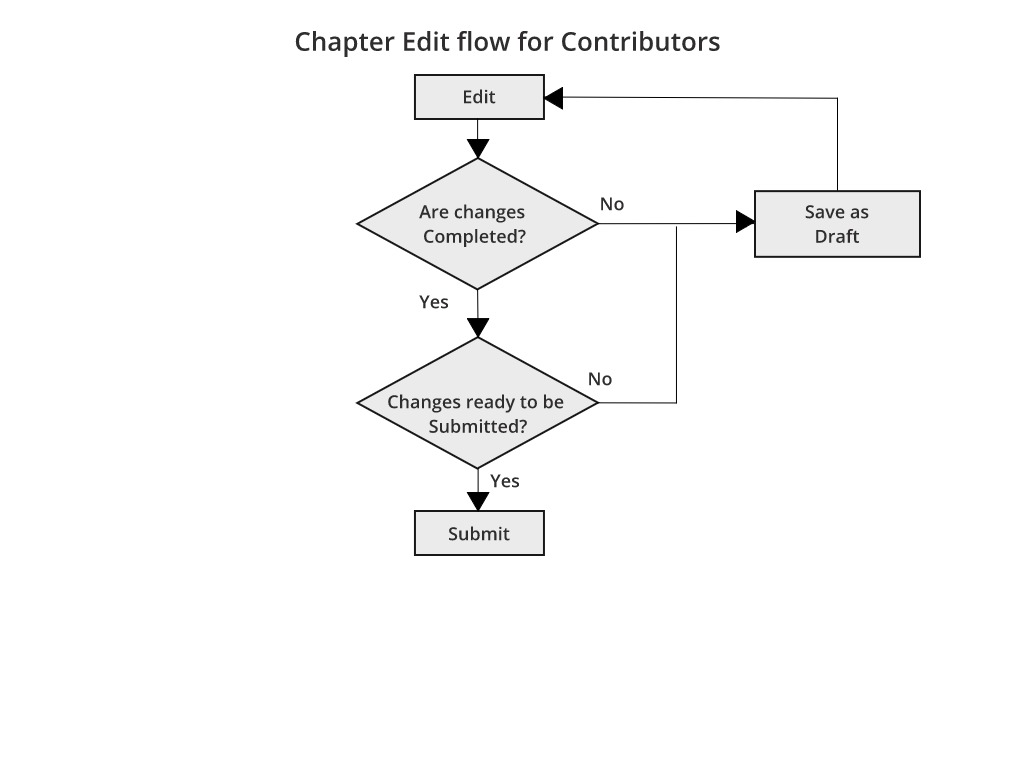 Chapter Edit flow for Contributors
Edit
Are changes
Completed?
No
Save as
Draft
Yes
No
Changes ready to be
Submitted?
Yes
Submit